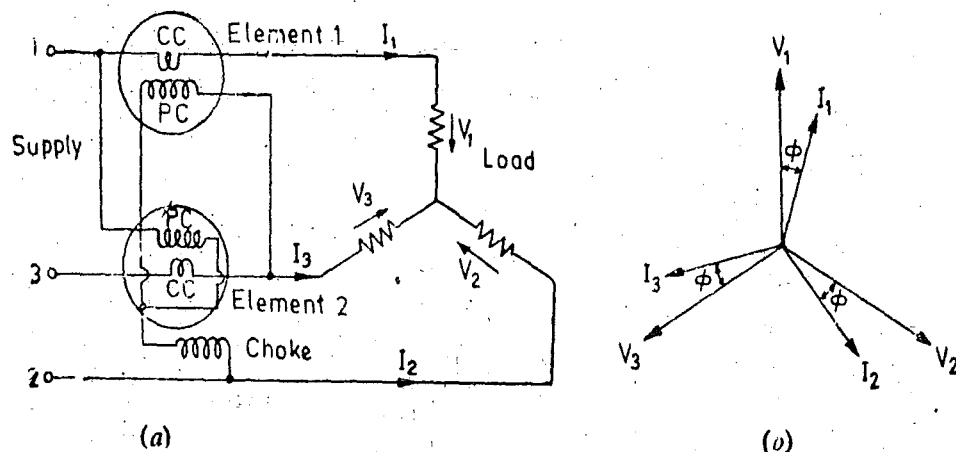 CC
Element 1
I₁
1
PC
V₁
Supply
Load
V₃
PC
V₂
3
I₃
CC
Element 2
Choke
2
I₂
(a)
V₁
I₁
ϕ
I₃
ϕ
ϕ
V₃
I₂
V₂